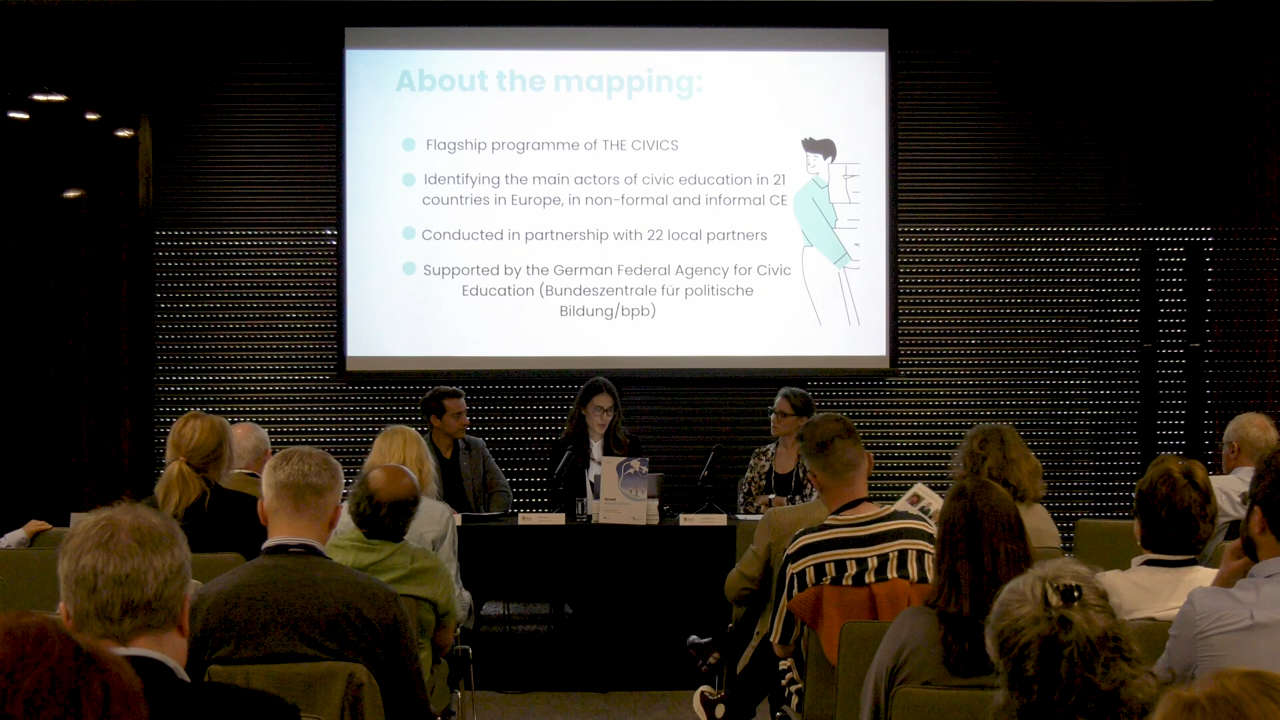 About the mapping:
Flagship programme of THE CIVICS
Identifying the main actors of civic education in 21
countries in Europe, in non-formal and informal CE
Conducted in partnership with 22 local partners
Supported by the German Federal Agency for Civic
Education (Bundeszentrale für politische
Bildung/bpb)